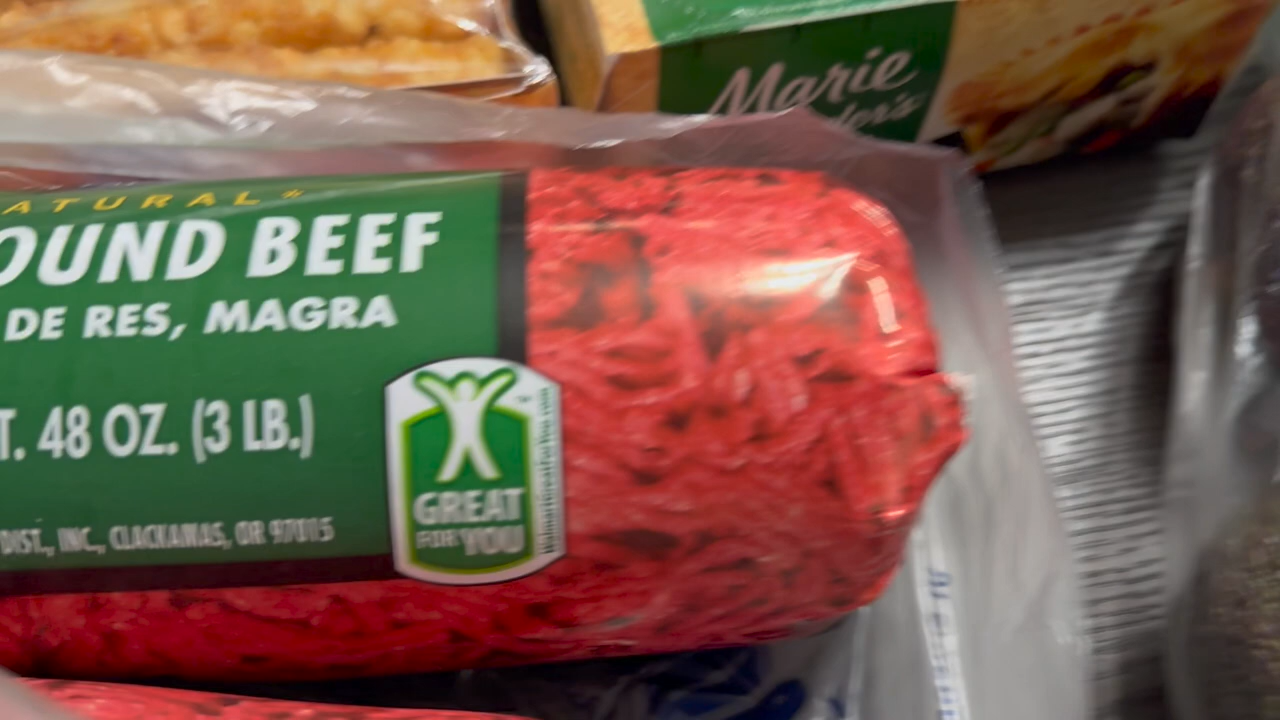 Marie
ATURAL*
OUND BEEF
DE RES, MAGRA
T. 48 OZ. (3 LB.)
GREAT
FOR YOU
DIST., INC., CLACKAMAS, OR 97015